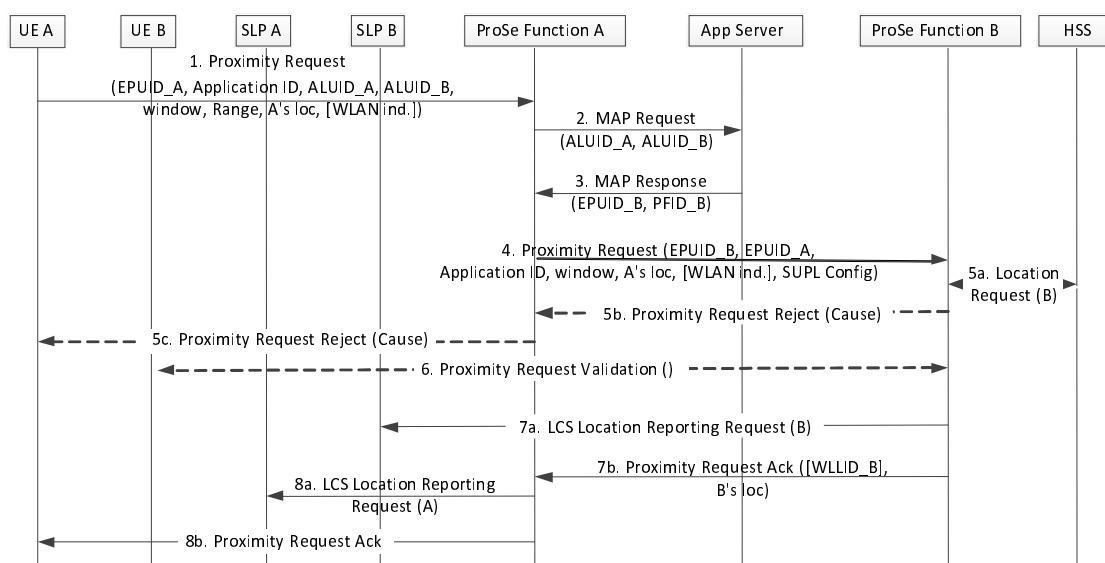 UE A
UE B
SLP A
SLP B
ProSe Function A
App Server
ProSe Function B
HSS
1. Proximity Request
(EPUID_A, Application ID, ALUID_A, ALUID_B,
window, Range, A's loc, [WLAN ind.])
2. MAP Request
(ALUID_A, ALUID_B)
3. MAP Response
(EPUID_B, PFID_B)
4. Proximity Request (EPUID_B, EPUID_A,
Application ID, window, A's loc, [WLAN ind.], SUPL Config)
5a. Location
Request (B)
5b. Proximity Request Reject (Cause)
5c. Proximity Request Reject (Cause)
6. Proximity Request Validation ()
7a. LCS Location Reporting Request (B)
7b. Proximity Request Ack ([WLLID_B],
B's loc)
8a. LCS Location Reporting
Request (A)
8b. Proximity Request Ack